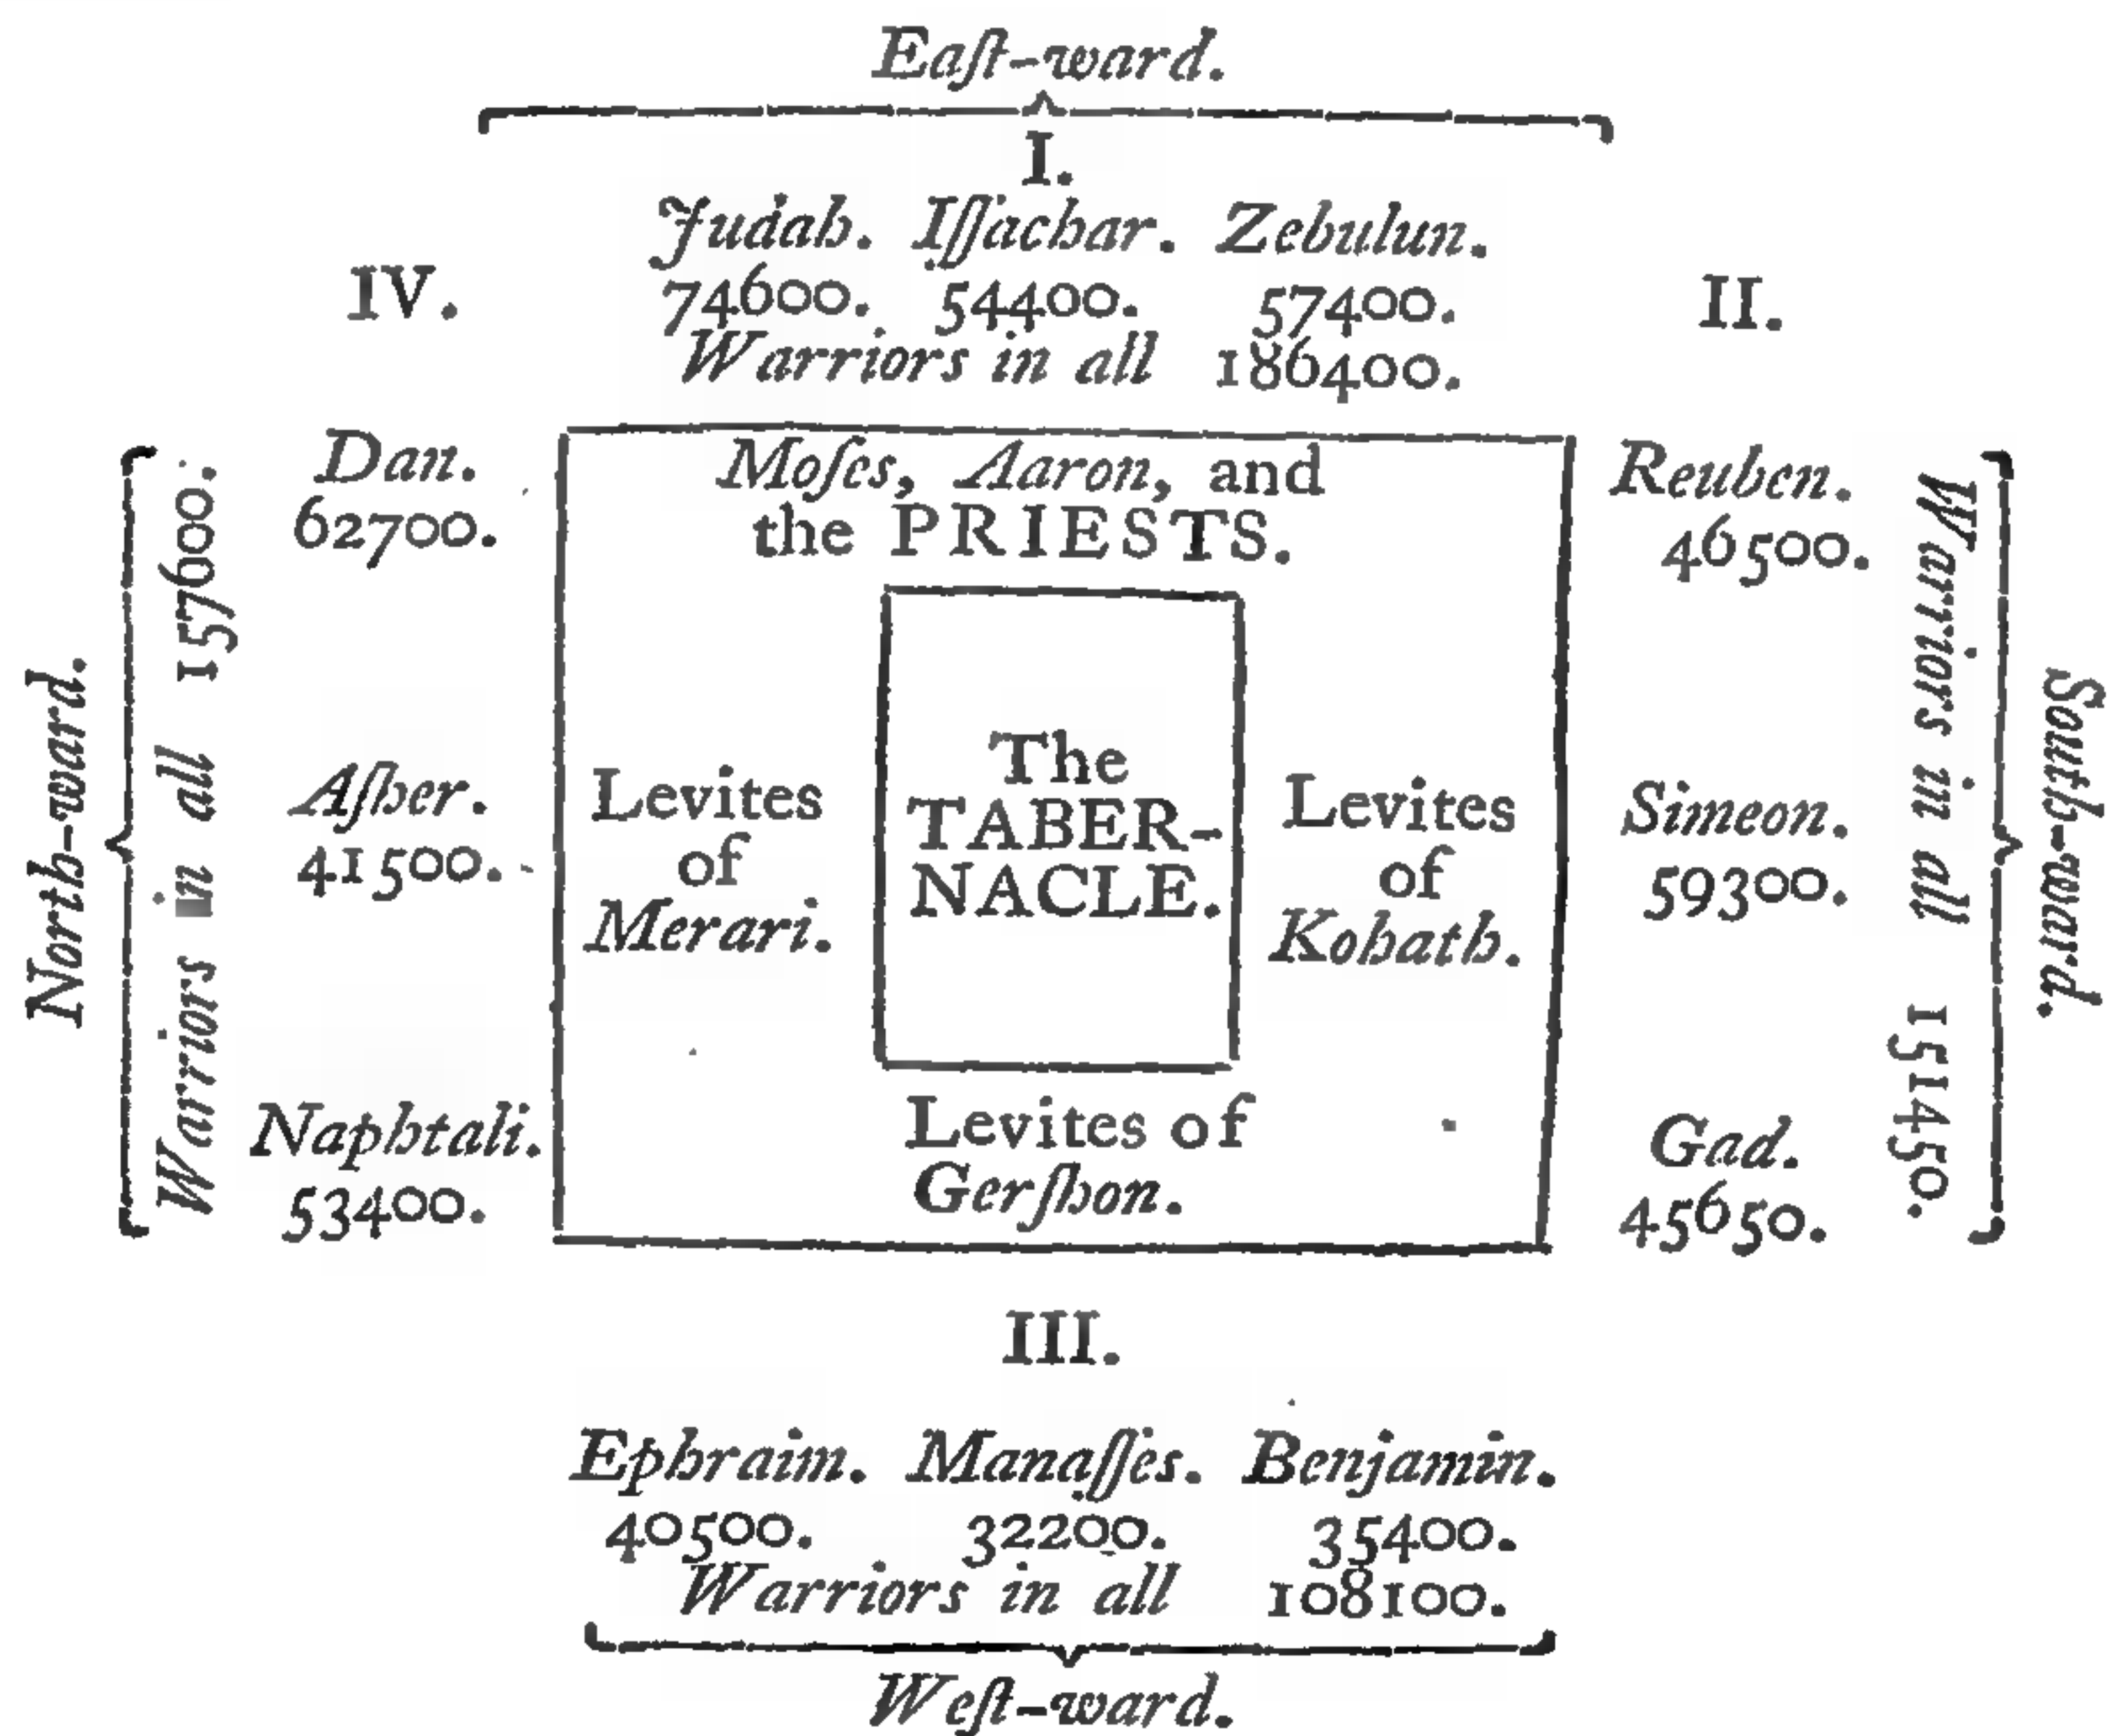 Eaſt-ward.
I.
Judah. Iſſachar. Zebulun.
74600. 54400. 57400.
Warriors in all 186400.
IV.
II.
North-ward.
Warriors in all 157600.
Dan.
62700.
Aſher.
41500.
Naphtali.
53400.
Moſes, Aaron, and
the PRIESTS.
Levites
of
Merari.
The
TABER-
NACLE.
Levites
of
Kohath.
Levites of
Gerſhon.
Reuben.
46500.
Simeon.
59300.
Gad.
45650.
Warriors in all 151450.
South-ward.
III.
Ephraim. Manaſſes. Benjamin.
40500. 32200. 35400.
Warriors in all 108100.
Weſt-ward.